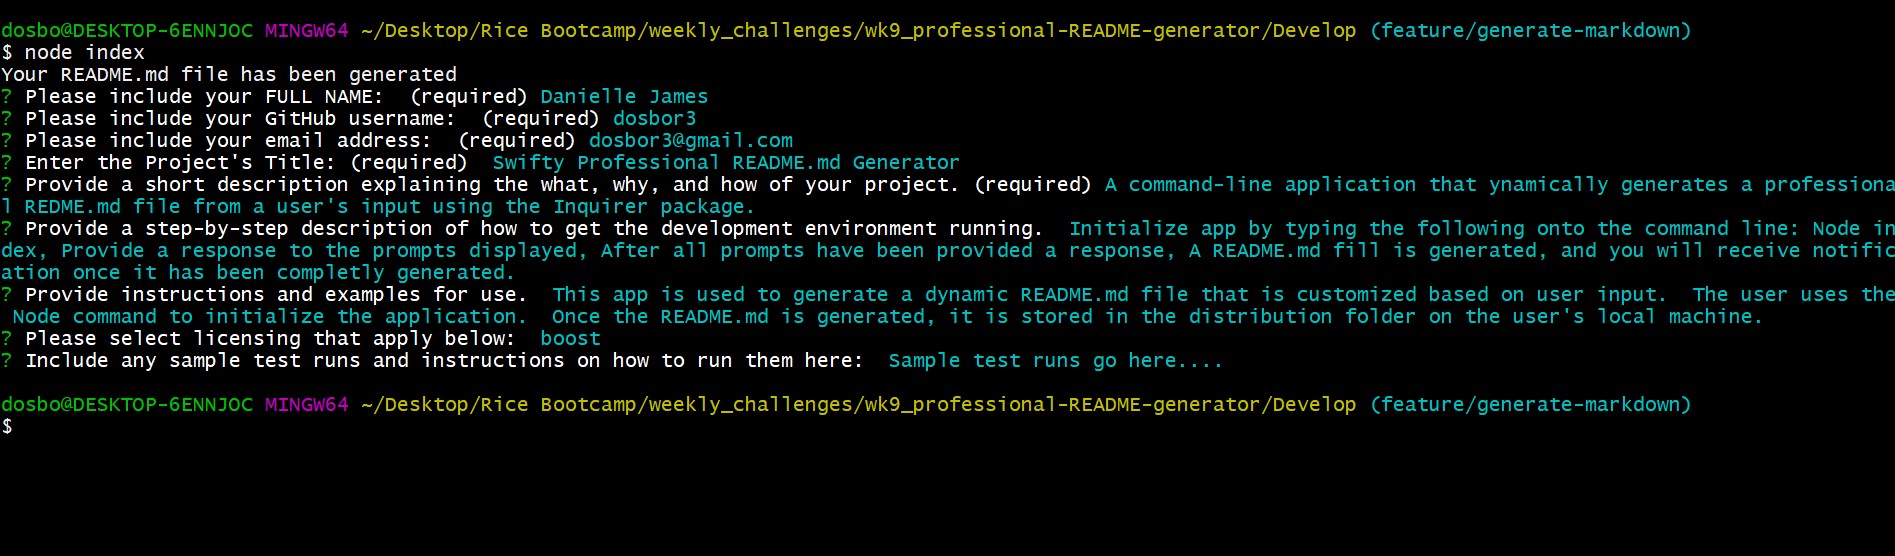 dosbo@DESKTOP-6ENNJOC MINGW64 ~/Desktop/Rice Bootcamp/weekly_challenges/wk9_professional-README-generator/Develop (feature/generate-markdown)
$ node index
Your README.md file has been generated
? Please include your FULL NAME:  (required) Danielle James
? Please include your GitHub username:  (required) dosbor3
? Please include your email address:  (required) dosbor3@gmail.com
? Enter the Project's Title: (required)  Swifty Professional README.md Generator
? Provide a short description explaining the what, why, and how of your project. (required) A command-line application that ynamically generates a professiona
l REDME.md file from a user's input using the Inquirer package.
? Provide a step-by-step description of how to get the development environment running.  Initialize app by typing the following onto the command line: Node in
dex, Provide a response to the prompts displayed, After all prompts have been provided a response, A README.md fill is generated, and you will receive notific
ation once it has been completly generated.
? Provide instructions and examples for use.  This app is used to generate a dynamic README.md file that is customized based on user input.  The user uses the
 Node command to initialize the application.  Once the README.md is generated, it is stored in the distribution folder on the user's local machine.
? Please select licensing that apply below:  boost
? Include any sample test runs and instructions on how to run them here:  Sample test runs go here....
dosbo@DESKTOP-6ENNJOC MINGW64 ~/Desktop/Rice Bootcamp/weekly_challenges/wk9_professional-README-generator/Develop (feature/generate-markdown)
$